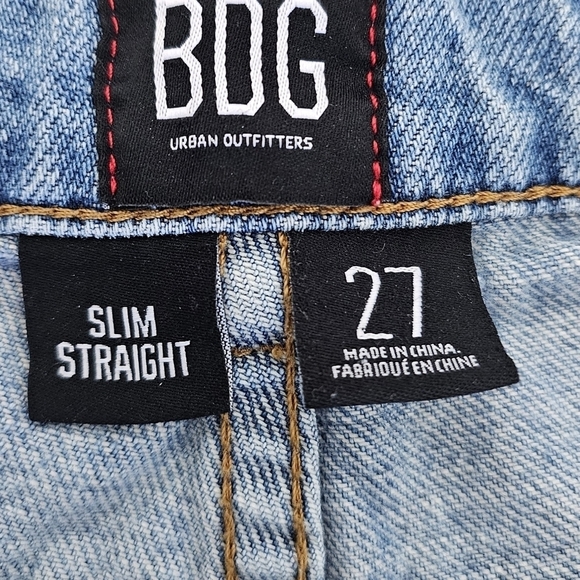 BDG
URBAN OUTFITTERS
SLIM
STRAIGHT
27
MADE IN CHINA.
FABRIQUÉ EN CHINE